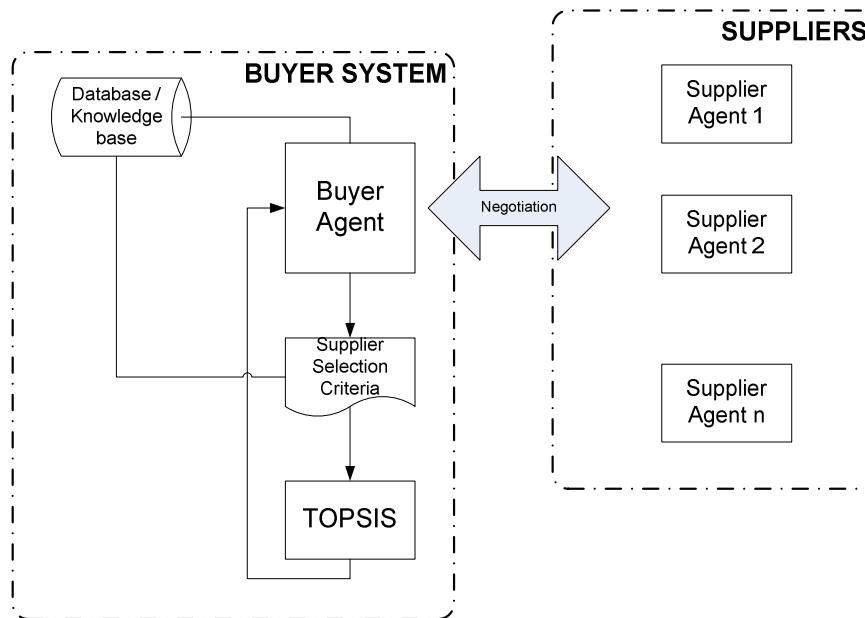 BUYER SYSTEM
Database /
Knowledge
base
Buyer
Agent
Supplier
Selection
Criteria
TOPSIS
Negotiation
SUPPLIERS
Supplier
Agent 1
Supplier
Agent 2
Supplier
Agent n